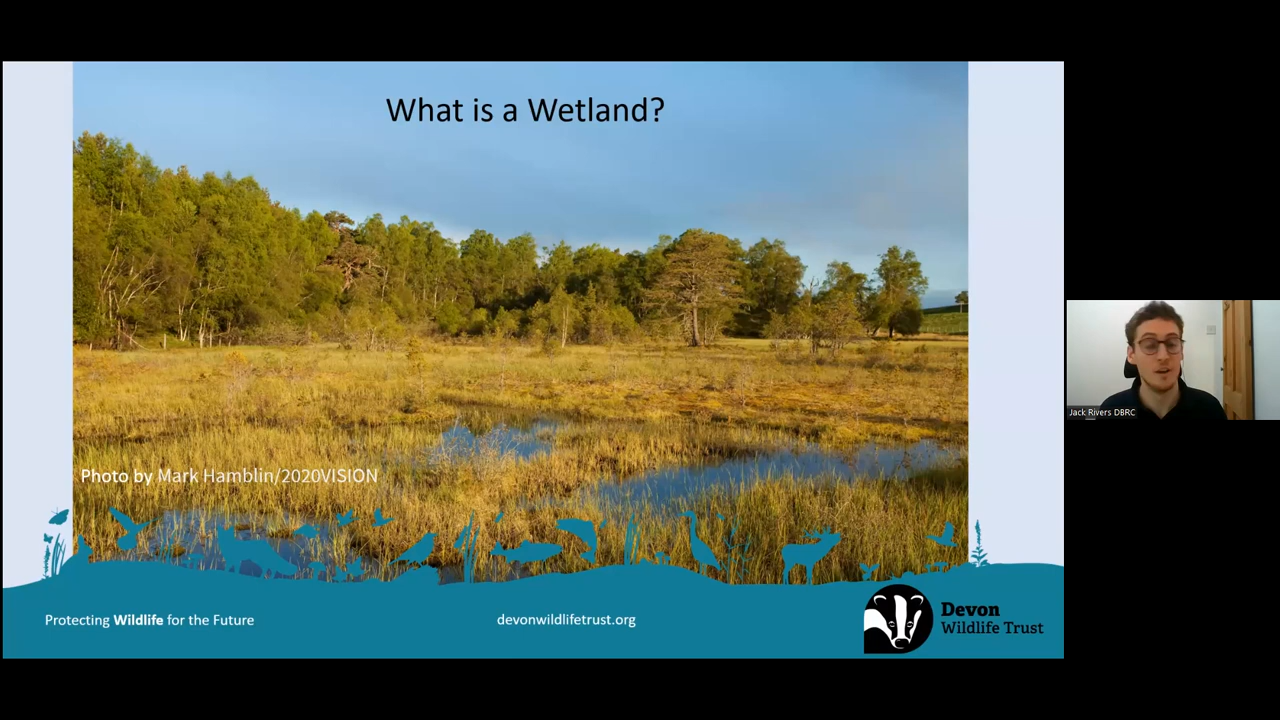 What is a Wetland?
Photo by Mark Hamblin/2020VISION
Jack Rivers DBRC
Protecting Wildlife for the Future
devonwildlifetrust.org
Devon
Wildlife Trust